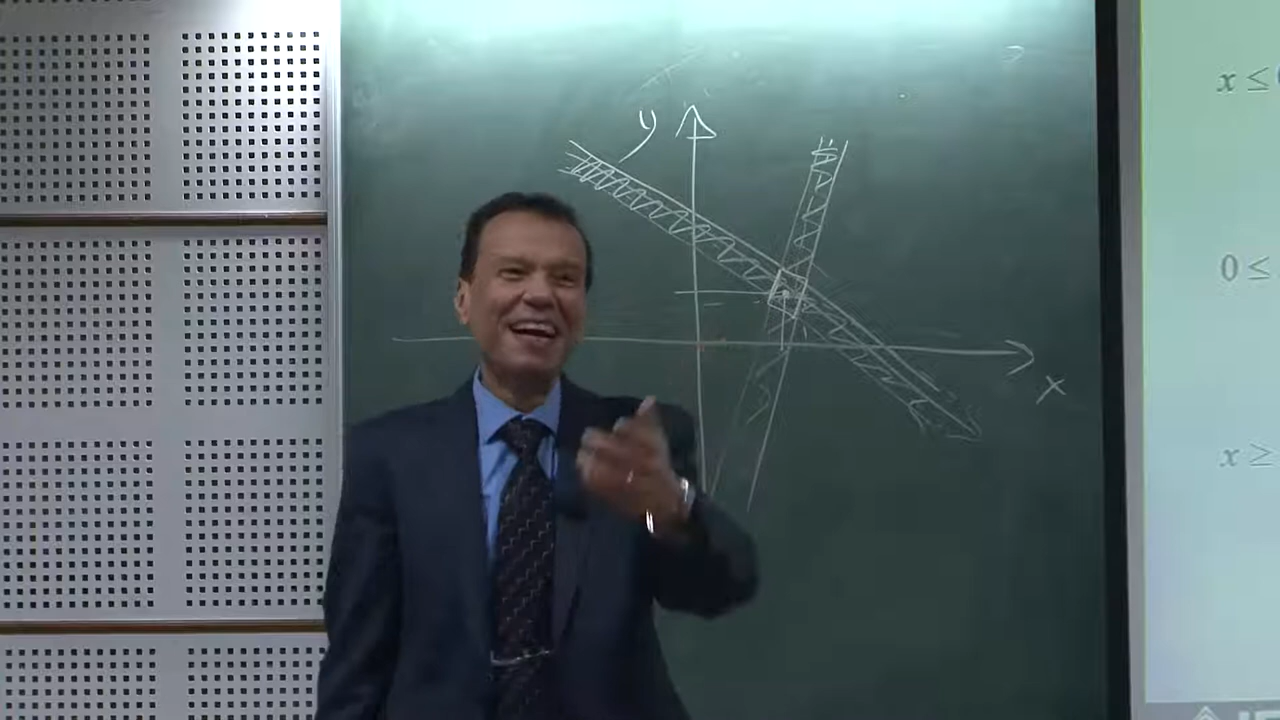 y
x
x ≤
0 ≤
x ≥